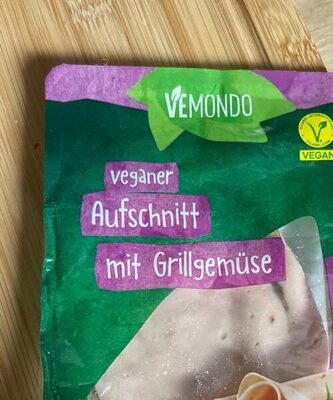 VEMONDO
VEGAN
veganer
Aufschnitt
mit Grillgemüse